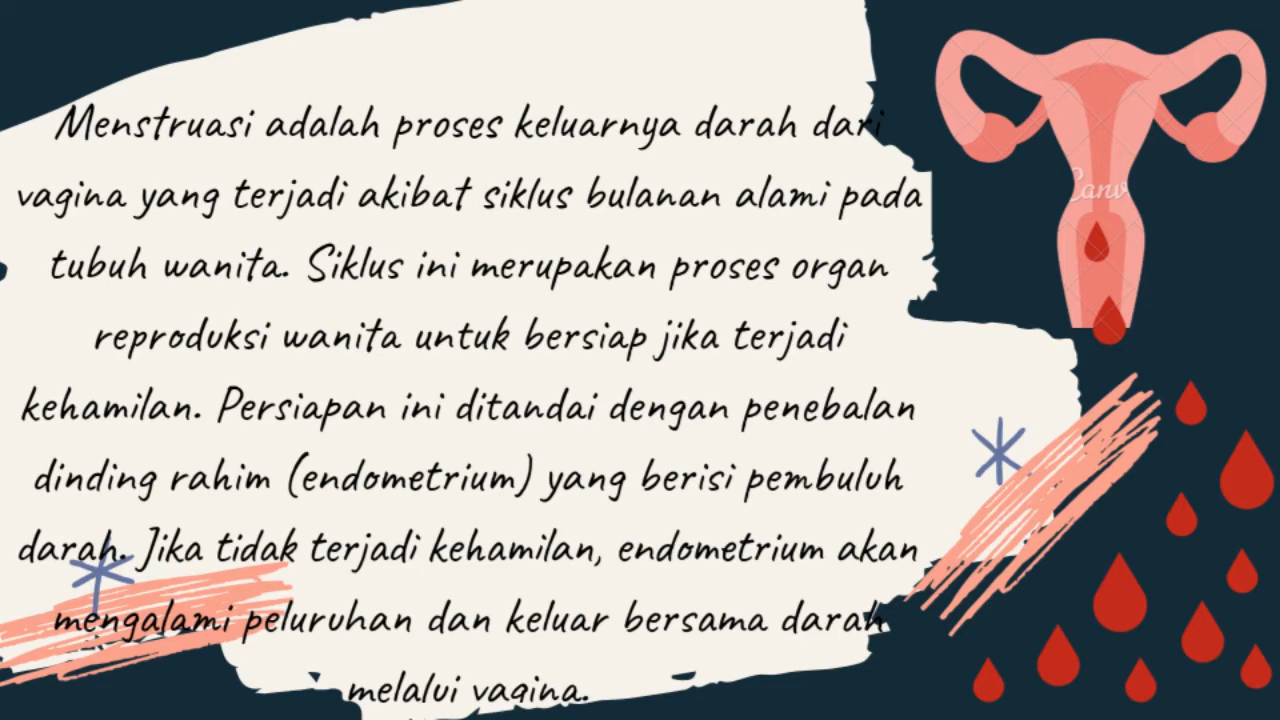 Menstruasi adalah proses keluarnya darah dari
vagina yang terjadi akibat siklus bulanan alami pada
tubuh wanita. Siklus ini merupakan proses organ
reproduksi wanita untuk bersiap jika terjadi
kehamilan. Persiapan ini ditandai dengan penebalan
dinding rahim (endometrium) yang berisi pembuluh
darah. Jika tidak terjadi kehamilan, endometrium akan
mengalami peluruhan dan keluar bersama darah
melalui vagina.